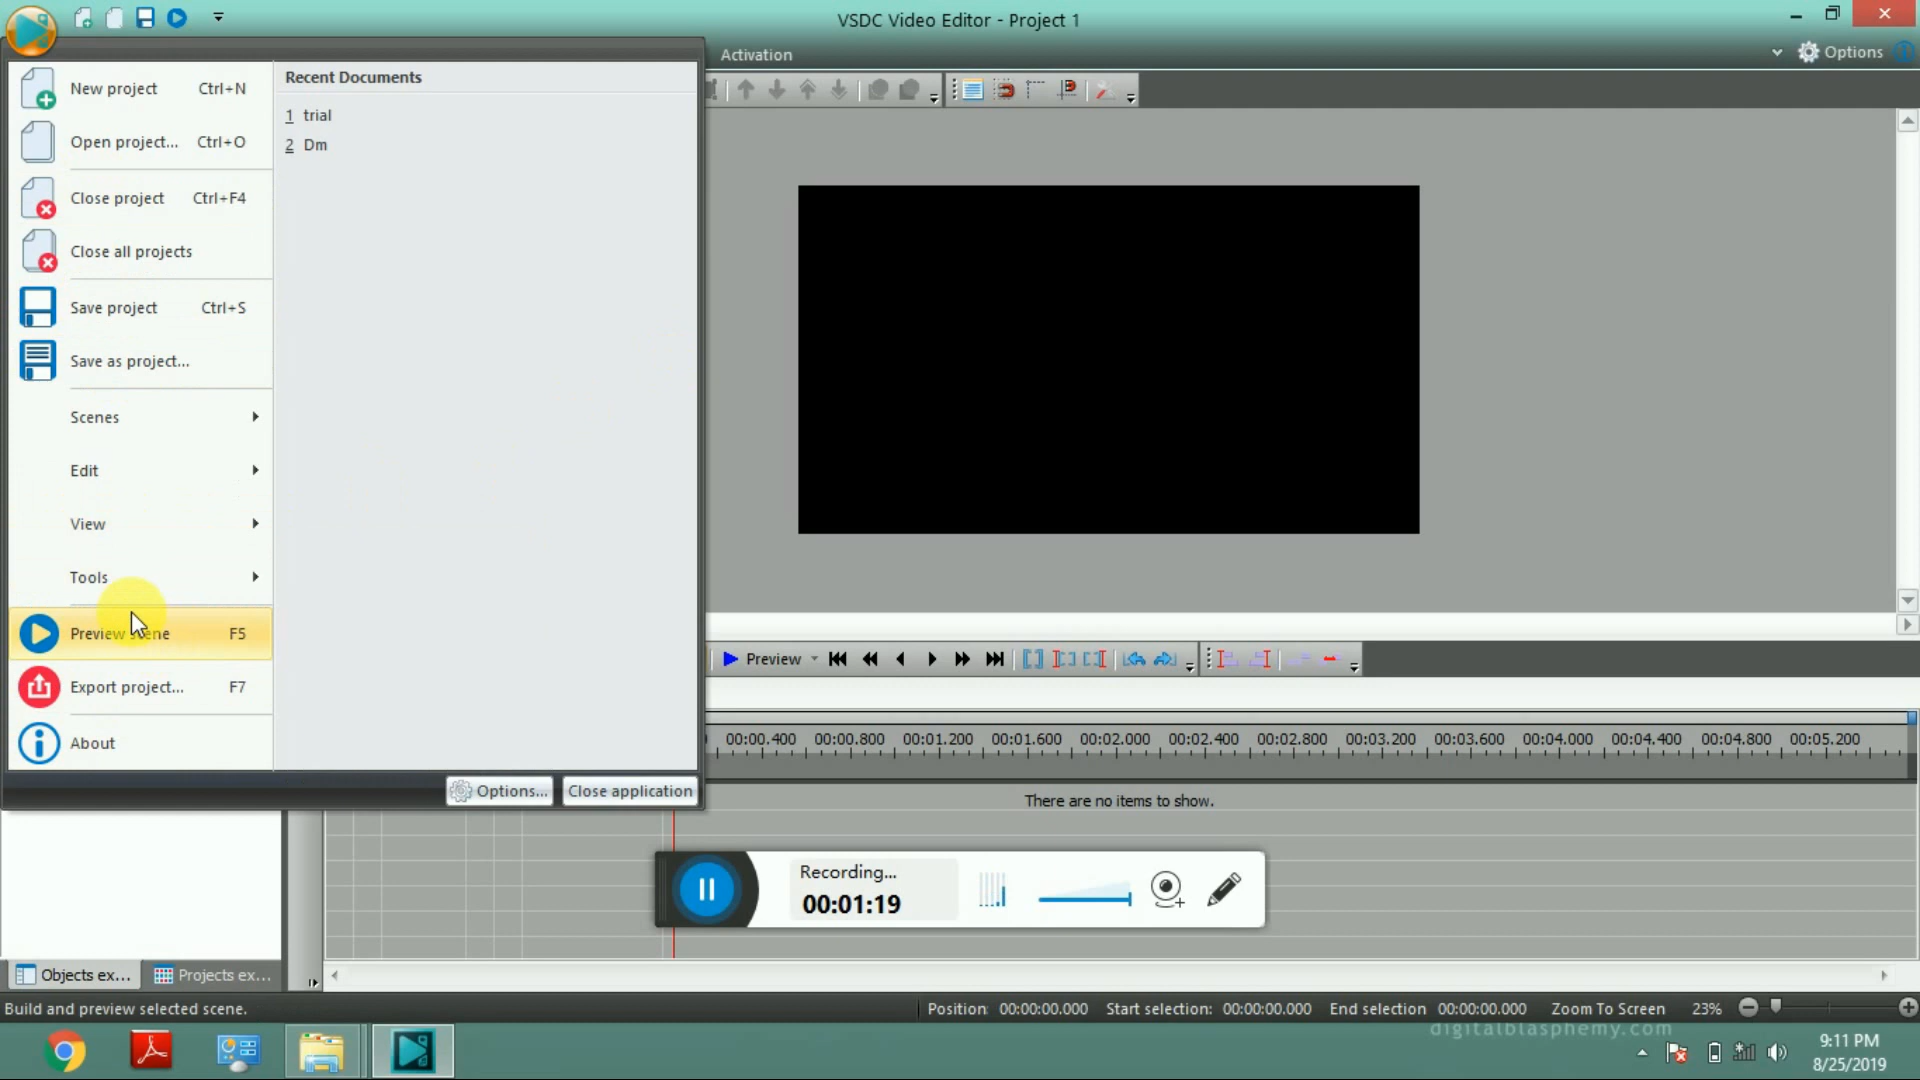 VSDC Video Editor - Project 1
Activation
Options
New project Ctrl+N
Open project... Ctrl+O
Close project Ctrl+F4
Close all projects
Save project Ctrl+S
Save as project...
Scenes
Edit
View
Tools
Preview scene F5
Export project... F7
About
Recent Documents
1 trial
2 Dm
Options...
Close application
Preview
00:00.400 00:00.800 00:01.200 00:01.600 00:02.000 00:02.400 00:02.800 00:03.200 00:03.600 00:04.000 00:04.400 00:04.800 00:05.200
There are no items to show.
Recording...
00:01:19
Objects ex... Projects ex...
Build and preview selected scene.
Position: 00:00:00.000 Start selection: 00:00:00.000 End selection 00:00:00.000 Zoom To Screen 23%
digitalblasphemy.com
9:11 PM
8/25/2019